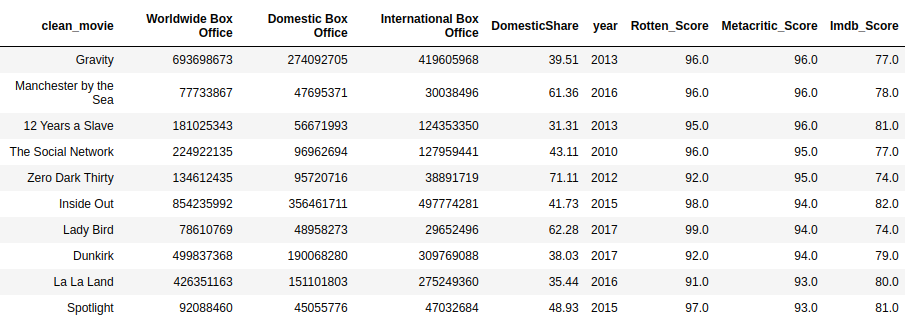 clean_movie Worldwide Box Office Domestic Box Office International Box Office DomesticShare year Rotten_Score Metacritic_Score Imdb_Score
Gravity 693698673 274092705 419605968 39.51 2013 96.0 96.0 77.0
Manchester by the Sea 77733867 47695371 30038496 61.36 2016 96.0 96.0 78.0
12 Years a Slave 181025343 56671993 124353350 31.31 2013 95.0 96.0 81.0
The Social Network 224922135 96962694 127959441 43.11 2010 96.0 95.0 77.0
Zero Dark Thirty 134612435 95720716 38891719 71.11 2012 92.0 95.0 74.0
Inside Out 854235992 356461711 497774281 41.73 2015 98.0 94.0 82.0
Lady Bird 78610769 48958273 29652496 62.28 2017 99.0 94.0 74.0
Dunkirk 499837368 190068280 309769088 38.03 2017 92.0 94.0 79.0
La La Land 426351163 151101803 275249360 35.44 2016 91.0 93.0 80.0
Spotlight 92088460 45055776 47032684 48.93 2015 97.0 93.0 81.0